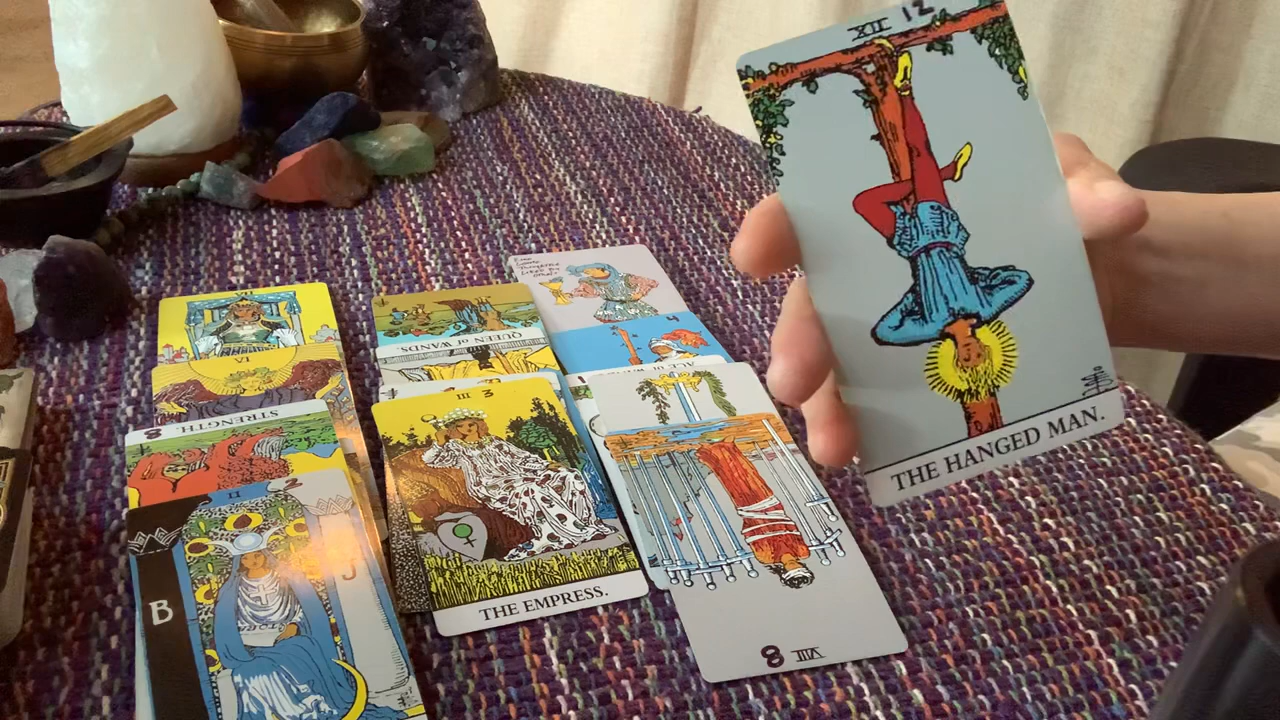 XII 12
THE HANGED MAN.
VII
QUEEN of WANDS
VI
STRENGTH.
8
III 3
II 2
B
J
THE EMPRESS.
8 VIII